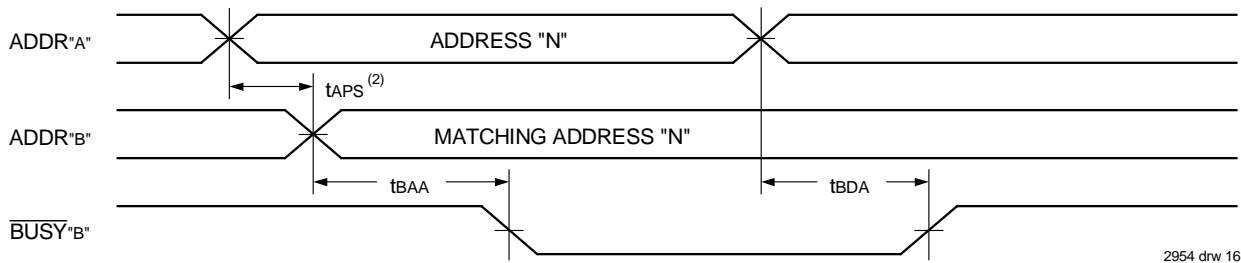 ADDR"A"
ADDRESS "N"
tAPS (2)
ADDR"B"
MATCHING ADDRESS "N"
tBAA
tBDA
BUSY"B"
2954 drw 16